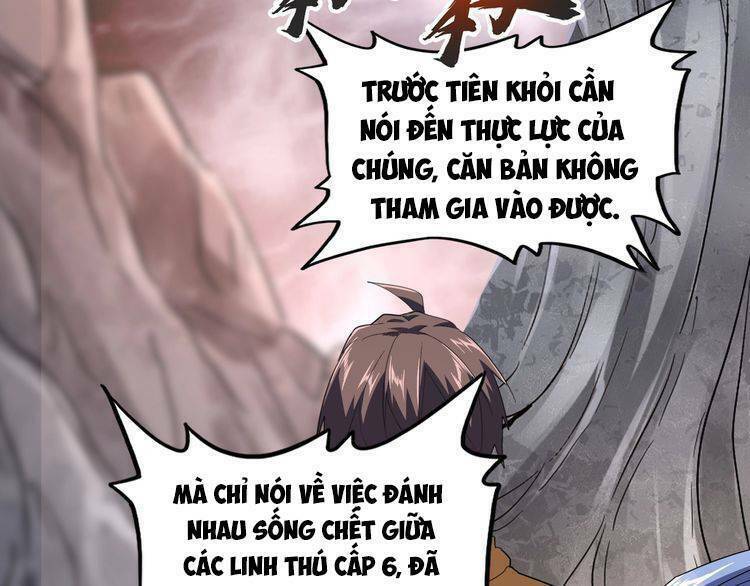 TRƯỚC TIÊN KHỎI CẦN
NÓI ĐẾN THỰC LỰC CỦA
CHÚNG, CĂN BẢN KHÔNG
THAM GIA VÀO ĐƯỢC.
MÀ CHỈ NÓI VỀ VIỆC ĐÁNH
NHAU SỐNG CHẾT GIỮA
CÁC LINH THÚ CẤP 6, ĐÃ